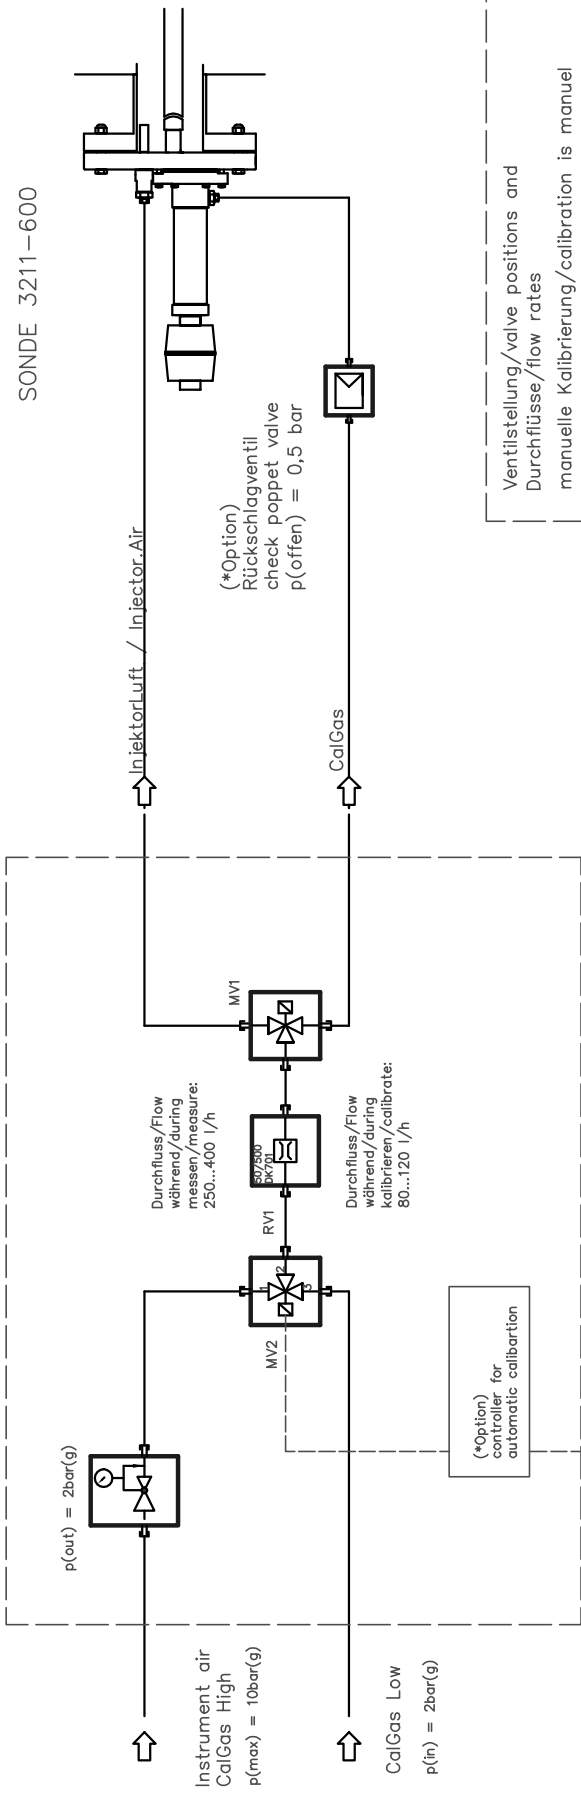 SONDE 3211-600
InjektorLuft / Injector.Air
(*Option)
Rückschlagventil
check poppet valve
p(offen) = 0,5 bar
CalGas
Ventilstellung/valve positions and
Durchflüsse/flow rates
manuelle Kalibrierung/calibration is manuel
MV1
Durchfluss/Flow
während/during
messen/measure:
250...400 l/h
50/500
DK701
RV1
Durchfluss/Flow
während/during
kalibrieren/calibrate:
80...120 l/h
1
2
3
MV2
(*Option)
controller for
automatic calibartion
p(out) = 2bar(g)
Instrument air
CalGas High
p(max) = 10bar(g)
CalGas Low
p(in) = 2bar(g)